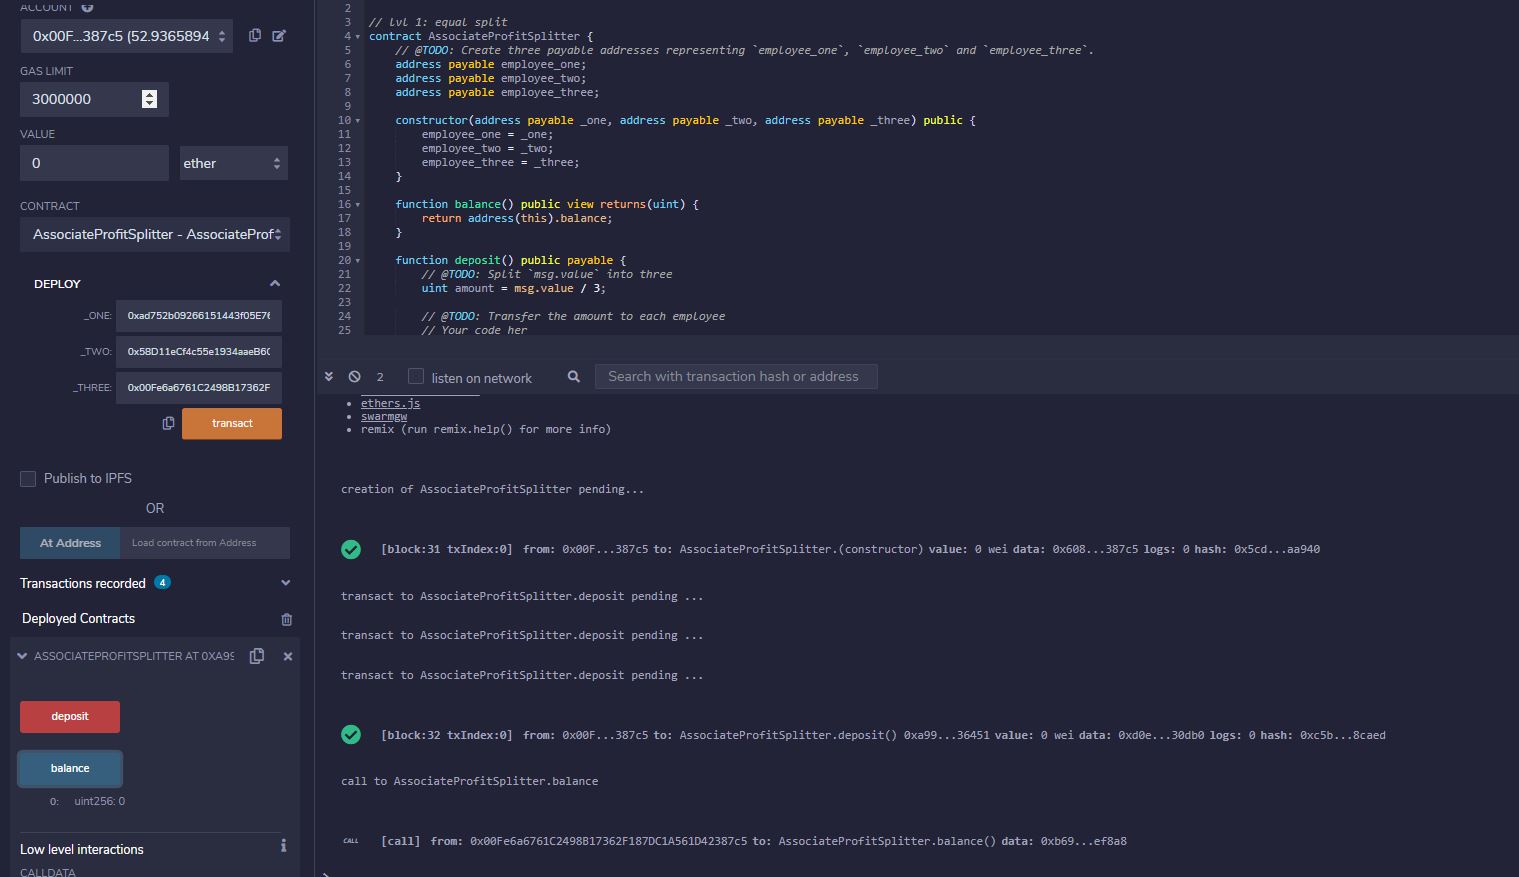 ACCOUNT
0x00F...387c5 (52.9365894
GAS LIMIT
3000000
VALUE
0
ether
CONTRACT
AssociateProfitSplitter - AssociateProf
DEPLOY
_ONE:
0xad752b09266151443f05E76
_TWO:
0x58D11eCf4c55e1934aaeB60
_THREE:
0x00Fe6a6761C2498B17362F
transact
Publish to IPFS
OR
At Address
Load contract from Address
Transactions recorded 4
Deployed Contracts
ASSOCIATEPROFITSPLITTER AT 0XA99
deposit
balance
0: uint256: 0
Low level interactions
CALLDATA
2
3 // lvl 1: equal split
4 contract AssociateProfitSplitter {
5 // @TODO: Create three payable addresses representing `employee_one`, `employee_two` and `employee_three`.
6 address payable employee_one;
7 address payable employee_two;
8 address payable employee_three;
9
10 constructor(address payable _one, address payable _two, address payable _three) public {
11 employee_one = _one;
12 employee_two = _two;
13 employee_three = _three;
14 }
15
16 function balance() public view returns(uint) {
17 return address(this).balance;
18 }
19
20 function deposit() public payable {
21 // @TODO: Split `msg.value` into three
22 uint amount = msg.value / 3;
23
24 // @TODO: Transfer the amount to each employee
25 // Your code her
2
listen on network
Search with transaction hash or address
ethers.js
swarmgw
remix (run remix.help() for more info)
creation of AssociateProfitSplitter pending...
[block:31 txIndex:0] from: 0x00F...387c5 to: AssociateProfitSplitter.(constructor) value: 0 wei data: 0x608...387c5 logs: 0 hash: 0x5cd...aa940
transact to AssociateProfitSplitter.deposit pending ...
transact to AssociateProfitSplitter.deposit pending ...
transact to AssociateProfitSplitter.deposit pending ...
[block:32 txIndex:0] from: 0x00F...387c5 to: AssociateProfitSplitter.deposit() 0xa99...36451 value: 0 wei data: 0xd0e...30db0 logs: 0 hash: 0xc5b...8caed
call to AssociateProfitSplitter.balance
CALL [call] from: 0x00Fe6a6761C2498B17362F187DC1A561D42387c5 to: AssociateProfitSplitter.balance() data: 0xb69...ef8a8
>